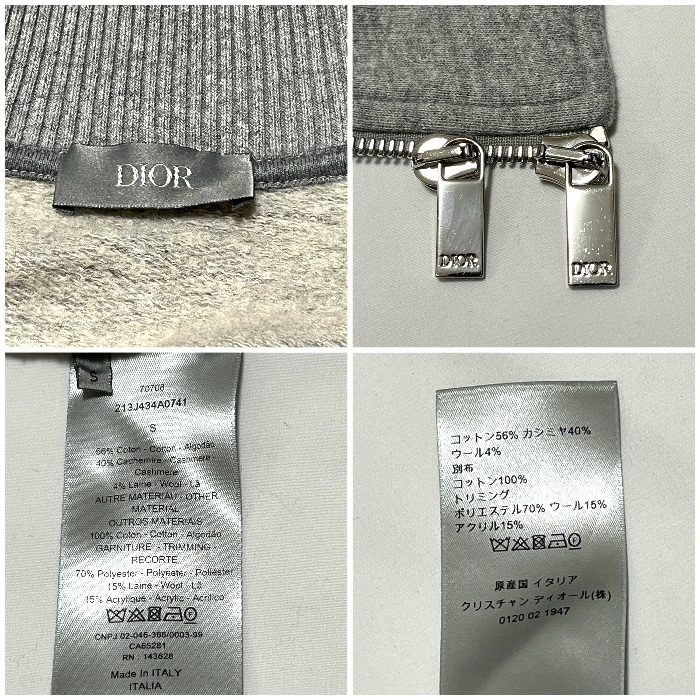 DIOR
DIOR
DIOR
S
70708
213J434A0741
S
56% Coton - Cotton - Algodão
40% Cachemire - Cashmere -
Cashmere
4% Laine - Wool - Lã
AUTRE MATERIAU - OTHER
MATERIAL
OUTROS MATERIAIS
100% Coton - Cotton - Algodão
GARNITURE - TRIMMING -
RECORTE
70% Polyester - Polyester - Poliéster
15% Laine - Wool - Lã
15% Acrylique - Acrylic - Acrílico
CNPJ 02-046-366/0003-99
CA65281
RN : 143628
Made In ITALY
ITALIA
コットン56% カシミヤ40%
ウール4%
別布
コットン100%
トリミング
ポリエステル70% ウール15%
アクリル15%
原産国 イタリア
クリスチャン ディオール(株)
0120 02 1947